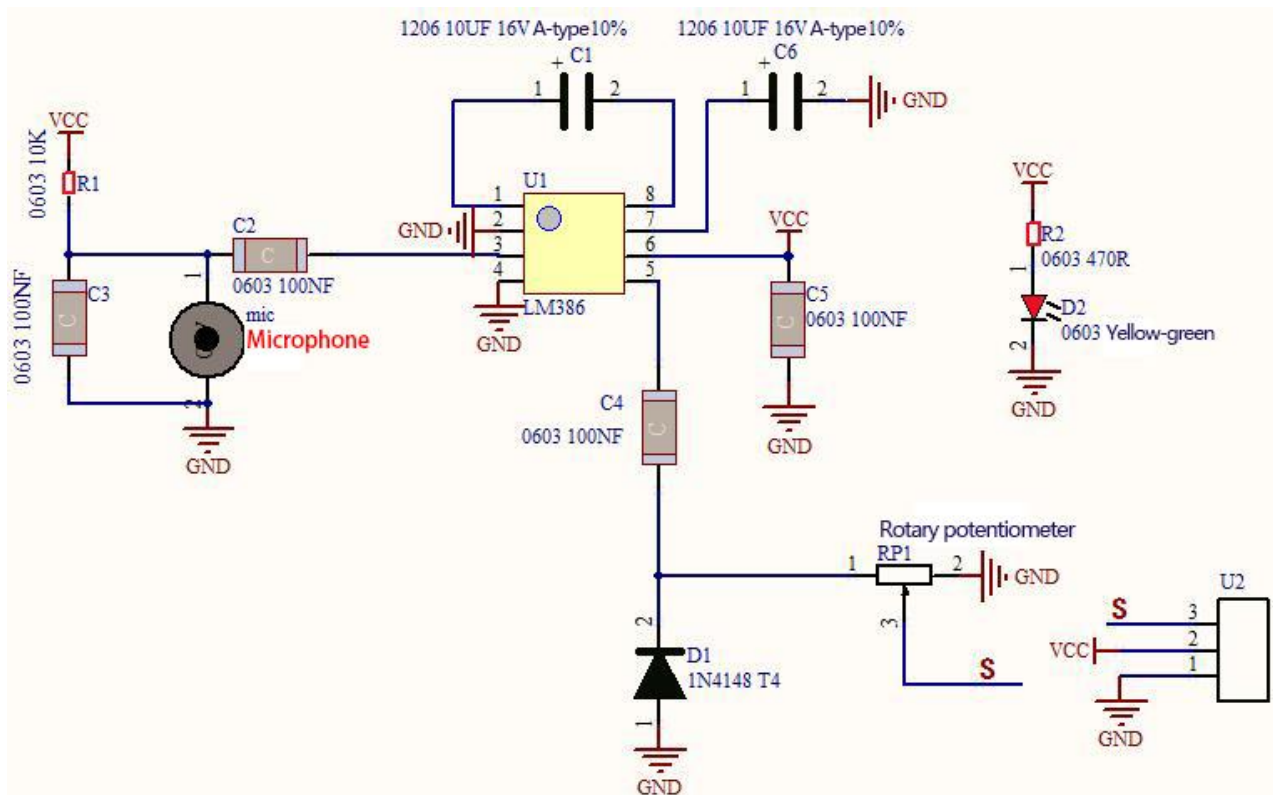 1206 10UF 16V A-type10%
C1
+
1
2
1206 10UF 16V A-type10%
C6
+
1
2
GND
VCC
0603 10K
R1
C2
C
0603 100NF
0603 100NF
C3
C
1
mic
Microphone
2
GND
U1
1
2
3
4
8
7
6
5
GND
GND
LM386
VCC
C5
0603 100NF
C
GND
VCC
R2
0603 470R
1
D2
0603 Yellow-green
2
GND
C4
0603 100NF
C
Rotary potentiometer
RP1
1
2
3
GND
S
2
D1
1N4148 T4
1
GND
U2
S
3
VCC
2
1
GND